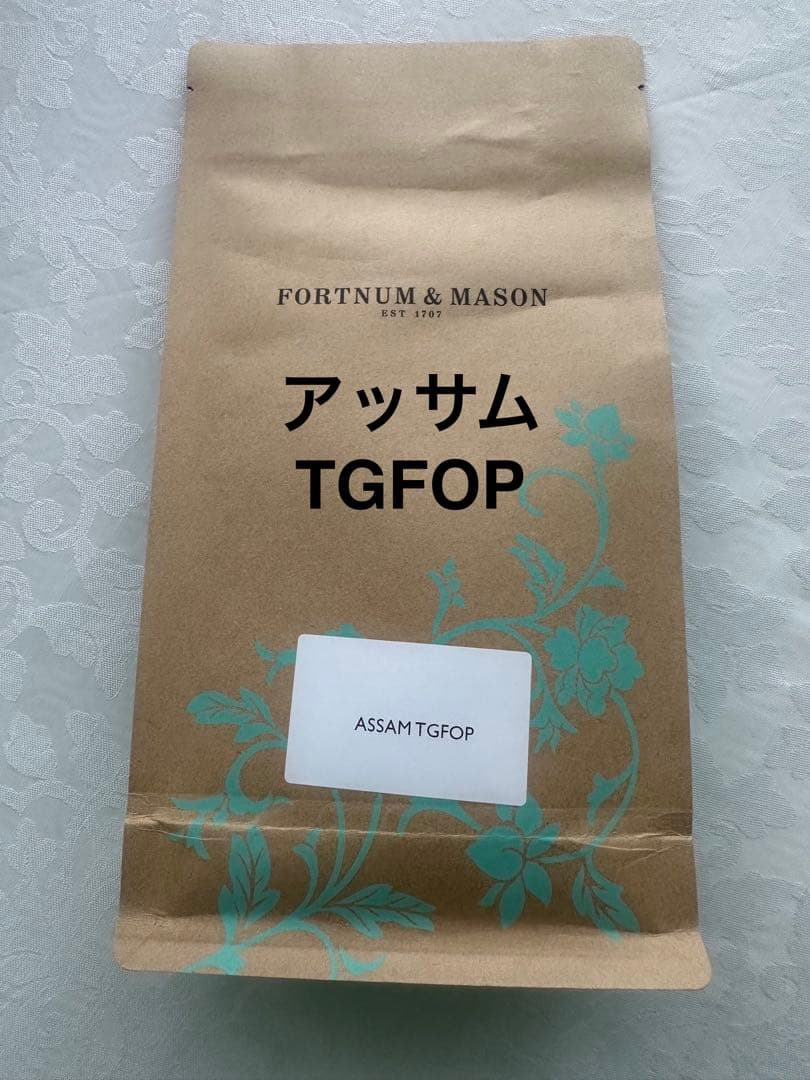 FORTNUM & MASON
EST 1707
アッサム
TGFOP
ASSAM TGFOP